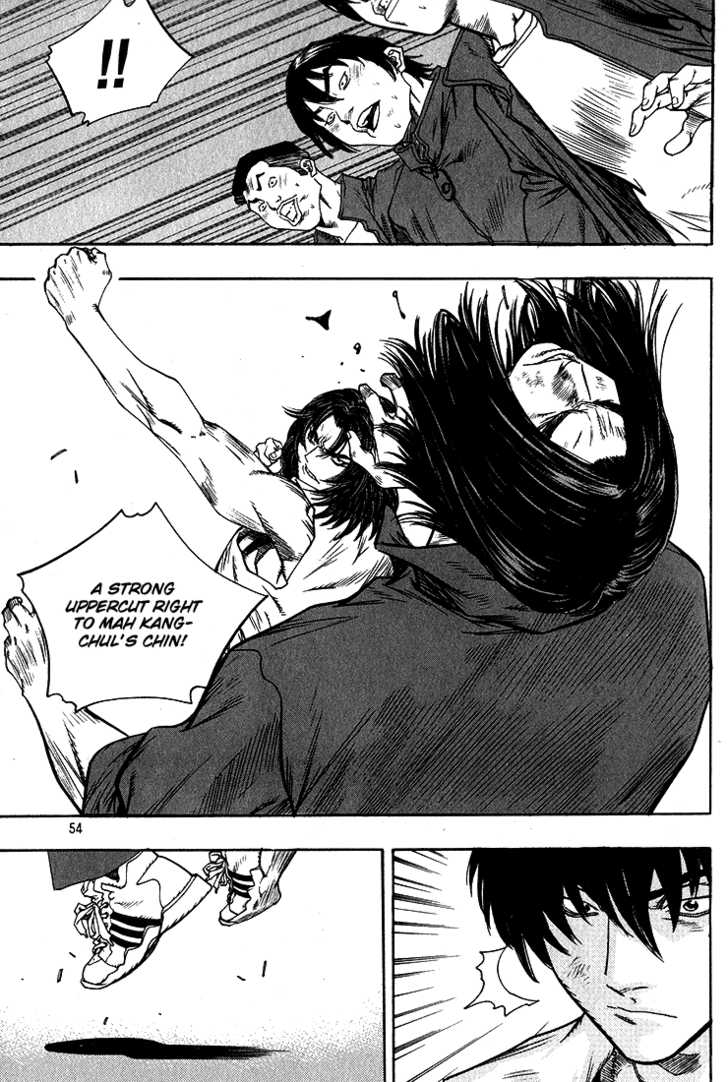 !!
A STRONG
UPPERCUT RIGHT
TO MAH KANG-
CHUL'S CHIN!
54